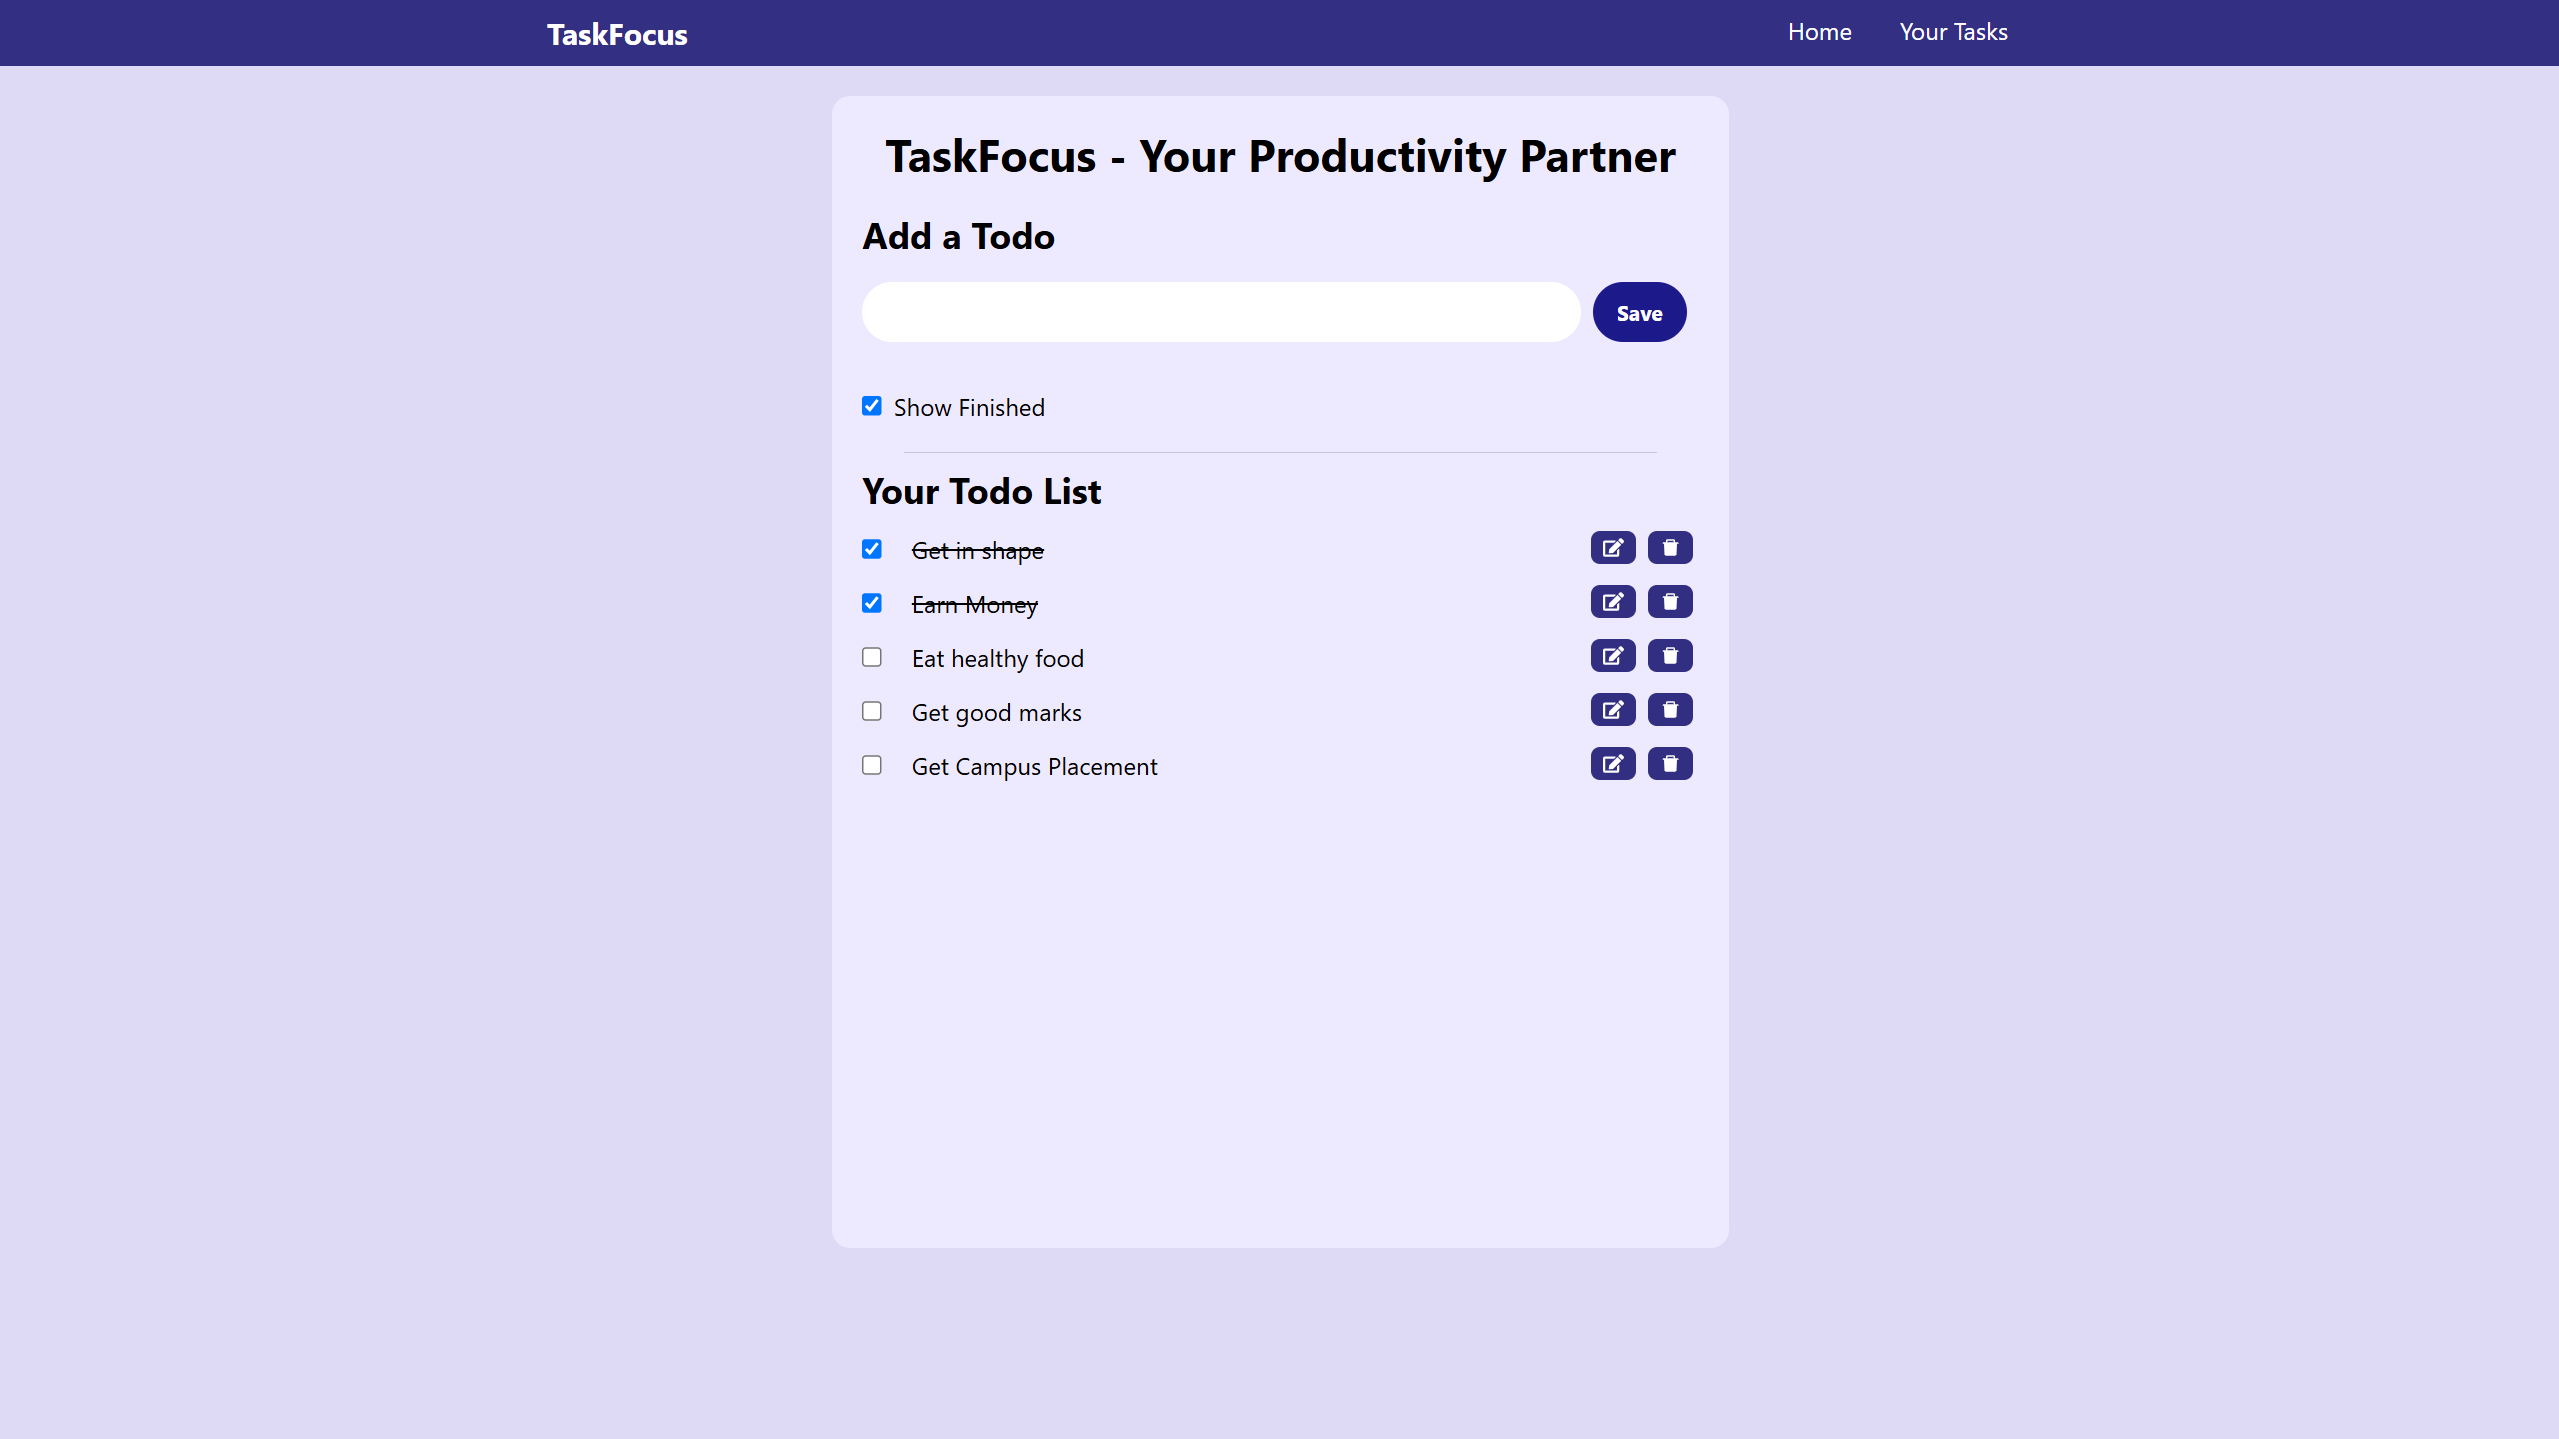 TaskFocus
Home
Your Tasks
TaskFocus - Your Productivity Partner
Add a Todo
Save
Show Finished
Your Todo List
Get in shape
Earn Money
Eat healthy food
Get good marks
Get Campus Placement